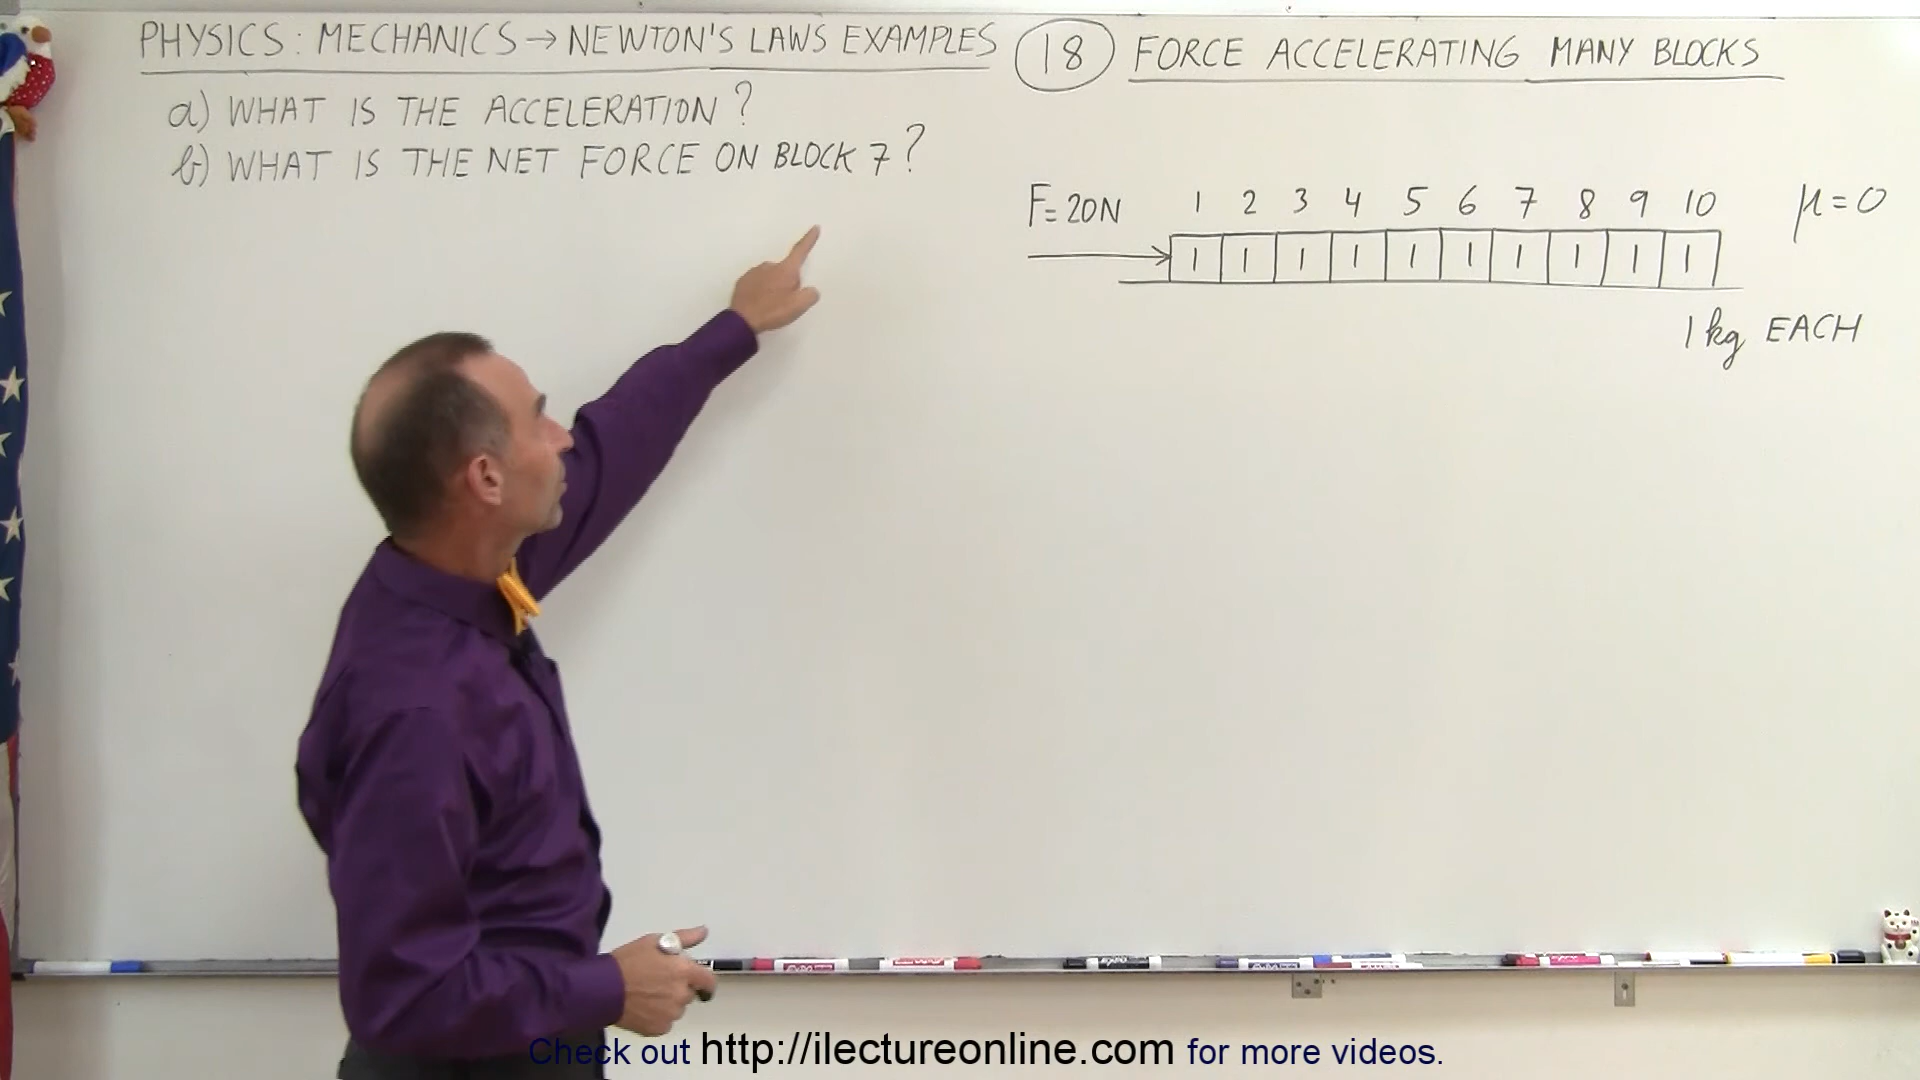 PHYSICS: MECHANICS → NEWTON'S LAWS EXAMPLES
18 FORCE ACCELERATING MANY BLOCKS
a) WHAT IS THE ACCELERATION?
b) WHAT IS THE NET FORCE ON BLOCK 7?
F=20N 1 2 3 4 5 6 7 8 9 10 μ=0
1 1 1 1 1 1 1 1 1 1
1 kg EACH
Check out http://ilectureonline.com for more videos.